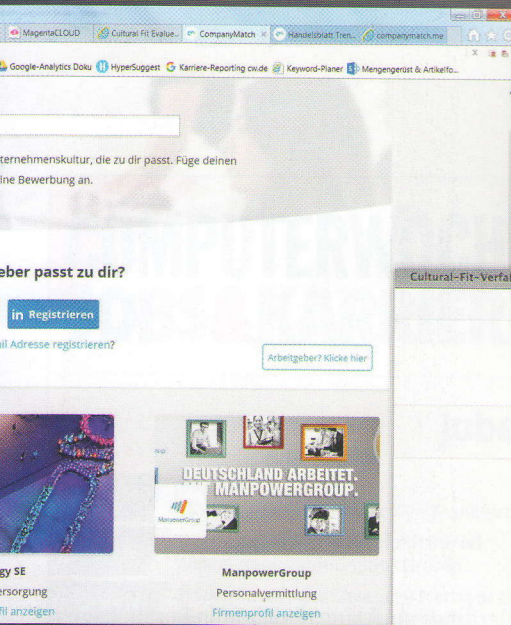 MagentaCLOUD
Cultural Fit Evalue..
CompanyMatch
Handelsblatt Tren..
companymatch.me
Google-Analytics Doku
HyperSuggest
Karriere-Reporting cw.de
Keyword-Planer
Mengengerüst & Artikelfo...
ternehmenskultur, die zu dir passt. Füge deinen
ine Bewerbung an.
eber passt zu dir?
in Registrieren
il Adresse registrieren?
Arbeitgeber? Klicke hier
Cultural-Fit-Verfa
DEUTSCHLAND ARBEITET.
MANPOWERGROUP.
ManpowerGroup
gy SE
ersorgung
fil anzeigen
ManpowerGroup
Personalvermittlung
Firmenprofil anzeigen